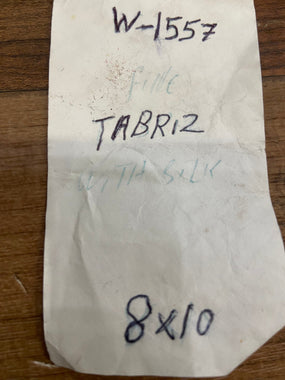 W-1557
FINE
TABRIZ
WITH SILK
8x10